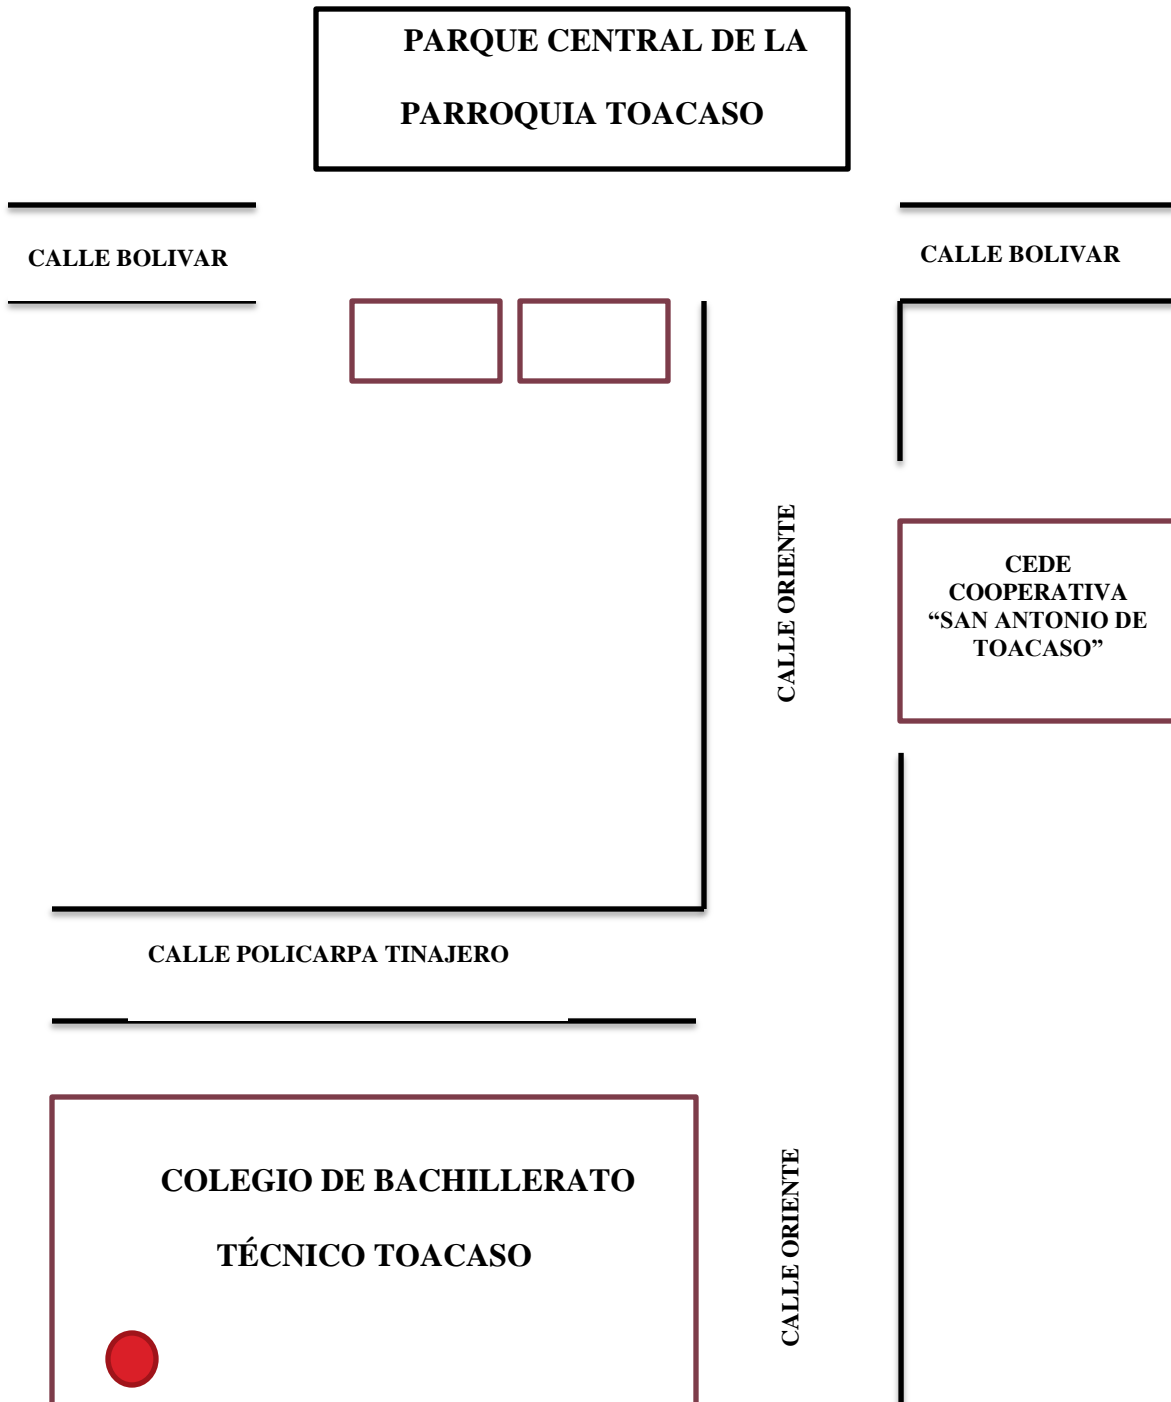 PARQUE CENTRAL DE LA
PARROQUIA TOACASO
CALLE BOLIVAR
CALLE BOLIVAR
CALLE ORIENTE
CEDE
COOPERATIVA
“SAN ANTONIO DE
TOACASO”
CALLE POLICARPA TINAJERO
COLEGIO DE BACHILLERATO
TÉCNICO TOACASO
CALLE ORIENTE